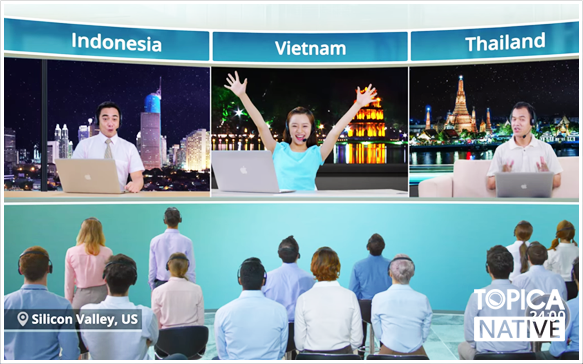 Indonesia
Vietnam
Thailand
Silicon Valley, US
TOPICA
24:00
NATIVE